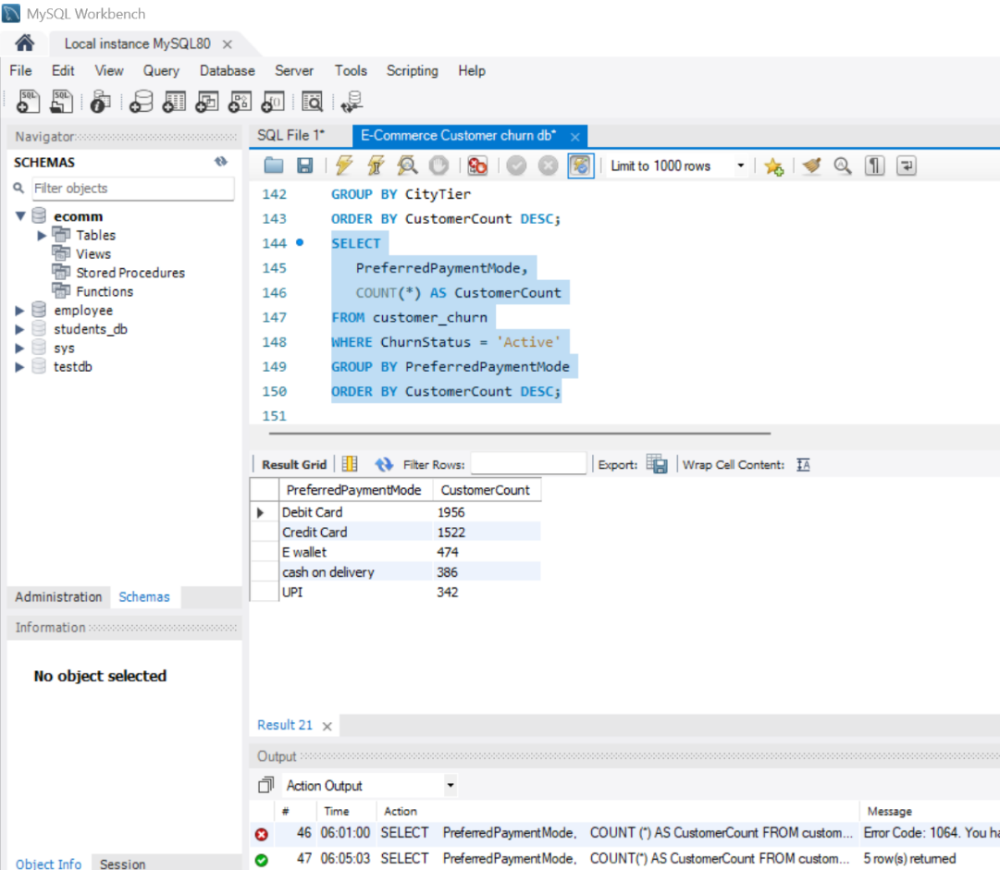 MySQL Workbench
Local instance MySQL80
File Edit View Query Database Server Tools Scripting Help
Navigator
SCHEMAS
Filter objects
ecomm
Tables
Views
Stored Procedures
Functions
employee
students_db
sys
testdb
Administration Schemas
Information
No object selected
Object Info Session
SQL File 1* E-Commerce Customer churn db*
Limit to 1000 rows
142 GROUP BY CityTier
143 ORDER BY CustomerCount DESC;
144 SELECT
145 PreferredPaymentMode,
146 COUNT(*) AS CustomerCount
147 FROM customer_churn
148 WHERE ChurnStatus = 'Active'
149 GROUP BY PreferredPaymentMode
150 ORDER BY CustomerCount DESC;
151
Result Grid Filter Rows: Export: Wrap Cell Content:
PreferredPaymentMode CustomerCount
Debit Card 1956
Credit Card 1522
E wallet 474
cash on delivery 386
UPI 342
Result 21
Output
Action Output
# Time Action Message
46 06:01:00 SELECT PreferredPaymentMode, COUNT (*) AS CustomerCount FROM custom... Error Code: 1064. You ha
47 06:05:03 SELECT PreferredPaymentMode, COUNT(*) AS CustomerCount FROM custom... 5 row(s) returned